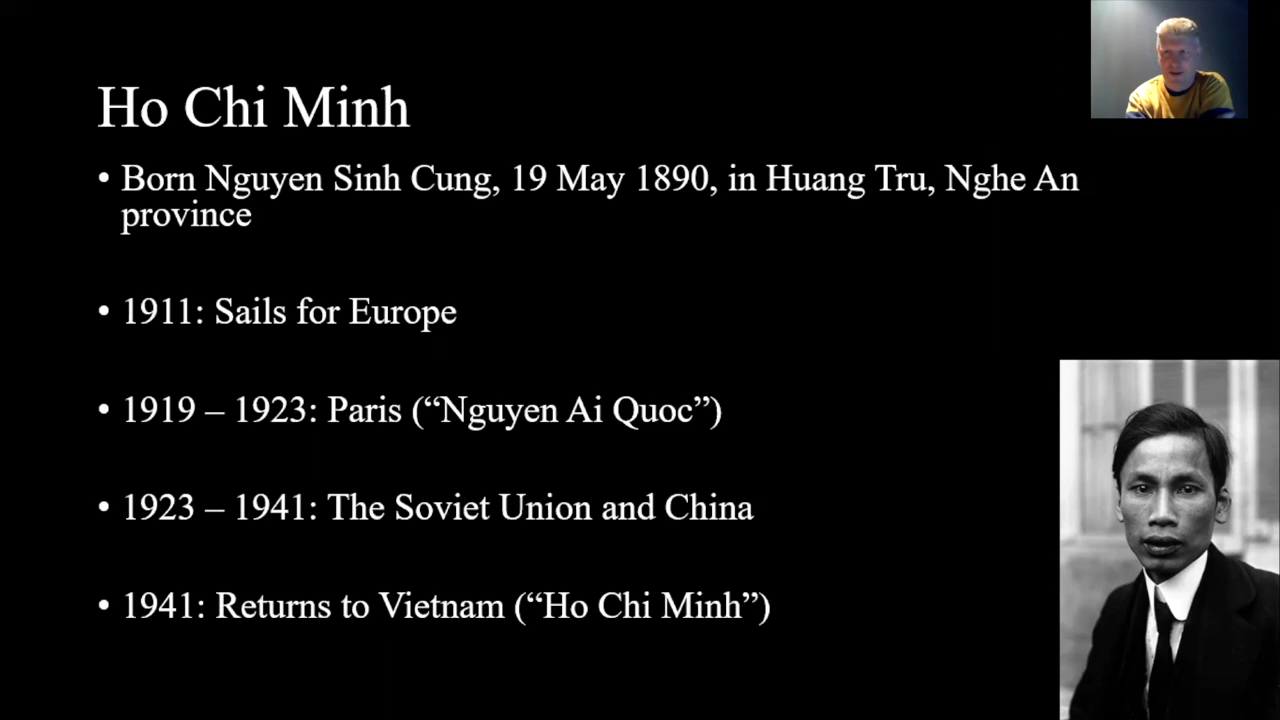 Ho Chi Minh
• Born Nguyen Sinh Cung, 19 May 1890, in Huang Tru, Nghe An
province
• 1911: Sails for Europe
• 1919 – 1923: Paris (“Nguyen Ai Quoc”)
• 1923 – 1941: The Soviet Union and China
• 1941: Returns to Vietnam (“Ho Chi Minh”)